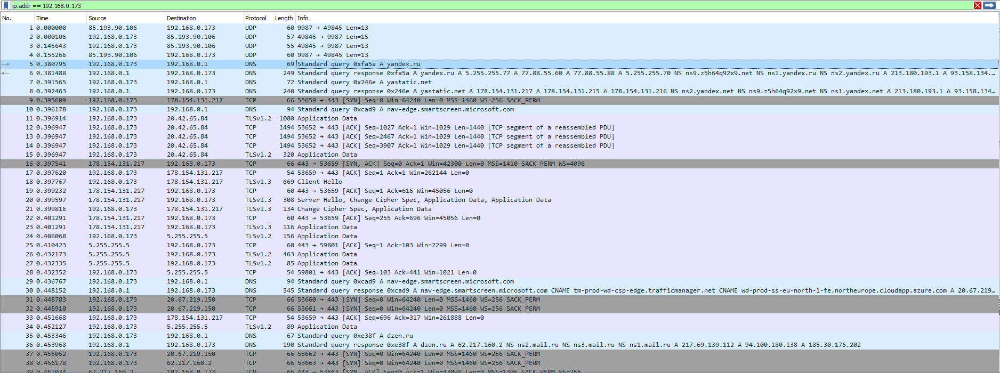 ip.addr == 192.168.0.173
No. Time Source Destination Protocol Length Info
1 0.000000 85.193.90.106 192.168.0.173 UDP 60 9987 → 49845 Len=13
2 0.000106 192.168.0.173 85.193.90.106 UDP 57 49845 → 9987 Len=15
3 0.145643 192.168.0.173 85.193.90.106 UDP 55 49845 → 9987 Len=13
4 0.155266 85.193.90.106 192.168.0.173 UDP 60 9987 → 49845 Len=13
5 0.380795 192.168.0.173 192.168.0.1 DNS 69 Standard query 0xfa5a A yandex.ru
6 0.381488 192.168.0.1 192.168.0.173 DNS 249 Standard query response 0xfa5a A yandex.ru A 5.255.255.77 A 77.88.55.60 A 77.88.55.88 A 5.255.255.70 NS ns9.z5h64q92x9.net NS ns1.yandex.ru NS ns2.yandex.ru A 213.180.193.1 A 93.158.134.…
7 0.391565 192.168.0.173 192.168.0.1 DNS 72 Standard query 0x246e A yastatic.net
8 0.392463 192.168.0.1 192.168.0.173 DNS 240 Standard query response 0x246e A yastatic.net A 178.154.131.217 A 178.154.131.215 A 178.154.131.216 NS ns2.yandex.net NS ns9.z5h64q92x9.net NS ns1.yandex.net A 213.180.193.1 A 93.158.134…
9 0.395609 192.168.0.173 178.154.131.217 TCP 66 53659 → 443 [SYN] Seq=0 Win=64240 Len=0 MSS=1460 WS=256 SACK_PERM
10 0.396178 192.168.0.173 192.168.0.1 DNS 94 Standard query 0xcad9 A nav-edge.smartscreen.microsoft.com
11 0.396914 192.168.0.173 20.42.65.84 TLSv1.2 1080 Application Data
12 0.396947 192.168.0.173 20.42.65.84 TCP 1494 53652 → 443 [ACK] Seq=1027 Ack=1 Win=1029 Len=1440 [TCP segment of a reassembled PDU]
13 0.396947 192.168.0.173 20.42.65.84 TCP 1494 53652 → 443 [ACK] Seq=2467 Ack=1 Win=1029 Len=1440 [TCP segment of a reassembled PDU]
14 0.396947 192.168.0.173 20.42.65.84 TCP 1494 53652 → 443 [ACK] Seq=3907 Ack=1 Win=1029 Len=1440 [TCP segment of a reassembled PDU]
15 0.396947 192.168.0.173 20.42.65.84 TLSv1.2 320 Application Data
16 0.397541 178.154.131.217 192.168.0.173 TCP 66 443 → 53659 [SYN, ACK] Seq=0 Ack=1 Win=42300 Len=0 MSS=1410 SACK_PERM WS=4096
17 0.397620 192.168.0.173 178.154.131.217 TCP 54 53659 → 443 [ACK] Seq=1 Ack=1 Win=262144 Len=0
18 0.397767 192.168.0.173 178.154.131.217 TLSv1.3 669 Client Hello
19 0.399232 178.154.131.217 192.168.0.173 TCP 60 443 → 53659 [ACK] Seq=1 Ack=616 Win=45056 Len=0
20 0.399597 178.154.131.217 192.168.0.173 TLSv1.3 308 Server Hello, Change Cipher Spec, Application Data, Application Data
21 0.399816 192.168.0.173 178.154.131.217 TLSv1.3 134 Change Cipher Spec, Application Data
22 0.401291 178.154.131.217 192.168.0.173 TCP 60 443 → 53659 [ACK] Seq=255 Ack=696 Win=45056 Len=0
23 0.401291 178.154.131.217 192.168.0.173 TLSv1.3 116 Application Data
24 0.406068 192.168.0.173 5.255.255.5 TLSv1.2 156 Application Data
25 0.410423 5.255.255.5 192.168.0.173 TCP 60 443 → 59801 [ACK] Seq=1 Ack=103 Win=2299 Len=0
26 0.432173 5.255.255.5 192.168.0.173 TLSv1.2 463 Application Data
27 0.432335 5.255.255.5 192.168.0.173 TLSv1.2 85 Application Data
28 0.432352 192.168.0.173 5.255.255.5 TCP 54 59801 → 443 [ACK] Seq=103 Ack=441 Win=1021 Len=0
29 0.436767 192.168.0.173 192.168.0.1 DNS 94 Standard query 0xcad9 A nav-edge.smartscreen.microsoft.com
30 0.448152 192.168.0.1 192.168.0.173 DNS 545 Standard query response 0xcad9 A nav-edge.smartscreen.microsoft.com CNAME tm-prod-wd-csp-edge.trafficmanager.net CNAME wd-prod-ss-eu-north-1-fe.northeurope.cloudapp.azure.com A 20.67.219…
31 0.448783 192.168.0.173 20.67.219.150 TCP 66 53660 → 443 [SYN] Seq=0 Win=64240 Len=0 MSS=1460 WS=256 SACK_PERM
32 0.448910 192.168.0.173 20.67.219.150 TCP 66 53661 → 443 [SYN] Seq=0 Win=64240 Len=0 MSS=1460 WS=256 SACK_PERM
33 0.451668 192.168.0.173 178.154.131.217 TCP 54 53659 → 443 [ACK] Seq=696 Ack=317 Win=261888 Len=0
34 0.452127 192.168.0.173 5.255.255.5 TLSv1.2 89 Application Data
35 0.453346 192.168.0.173 192.168.0.1 DNS 67 Standard query 0xe38f A dzen.ru
36 0.453968 192.168.0.1 192.168.0.173 DNS 190 Standard query response 0xe38f A dzen.ru A 62.217.160.2 NS ns2.mail.ru NS ns3.mail.ru NS ns1.mail.ru A 217.69.139.112 A 94.100.180.138 A 185.30.176.202
37 0.455052 192.168.0.173 20.67.219.150 TCP 66 53662 → 443 [SYN] Seq=0 Win=64240 Len=0 MSS=1460 WS=256 SACK_PERM
38 0.456178 192.168.0.173 62.217.160.2 TCP 66 53663 → 443 [SYN] Seq=0 Win=64240 Len=0 MSS=1460 WS=256 SACK_PERM
39 0.461034 62.217.160.2 192.168.0.173 TCP 66 443 → 53663 [SYN, ACK] Seq=0 Ack=1 Win=43098 Len=0 MSS=1306 SACK_PERM WS=256